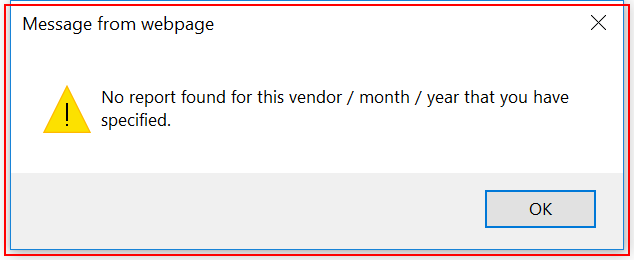 Message from webpage
No report found for this vendor / month / year that you have
specified.
OK